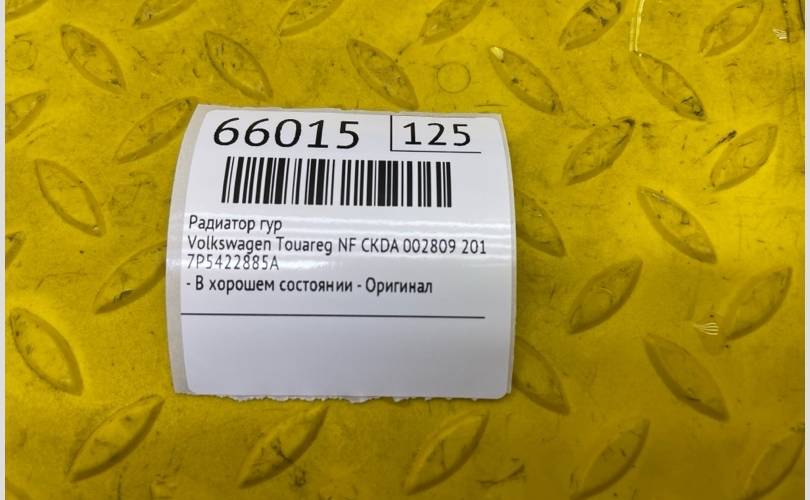 66015 125
Радиатор гур
Volkswagen Touareg NF CKDA 002809 201
7P5422885A
- В хорошем состоянии - Оригинал